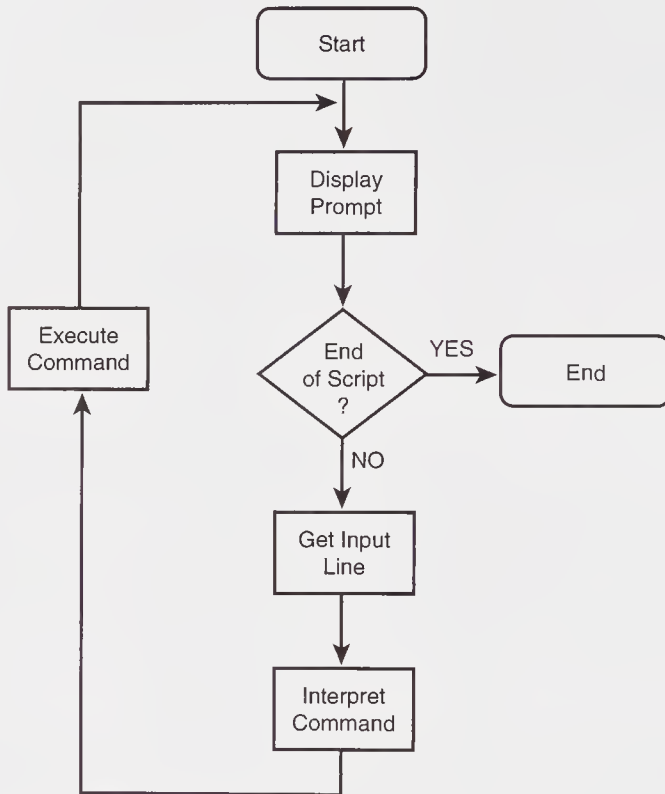 Start
Display
Prompt
Execute
Command
End
of Script
?
YES
End
NO
Get Input
Line
Interpret
Command